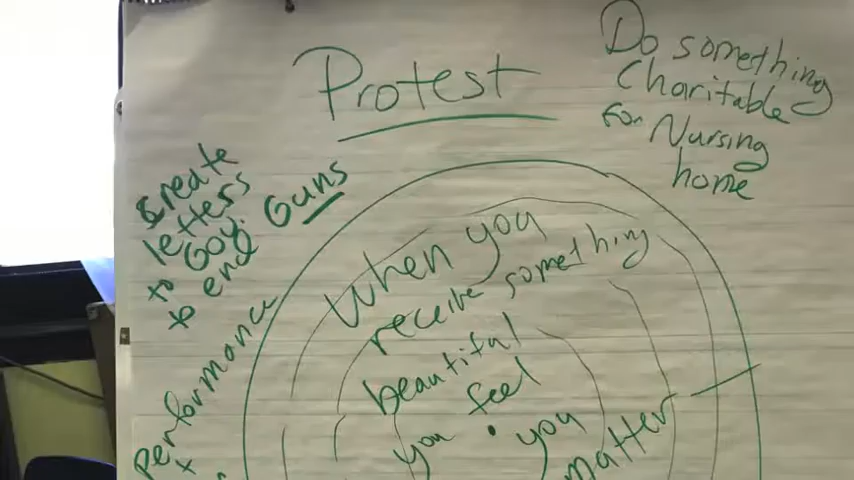 Protest
Do something
Charitable
for Nursing
home
Create
letters
to Gov.
to end Guns
Performance
+
When you
receive something
beautiful
you feel
you
matter